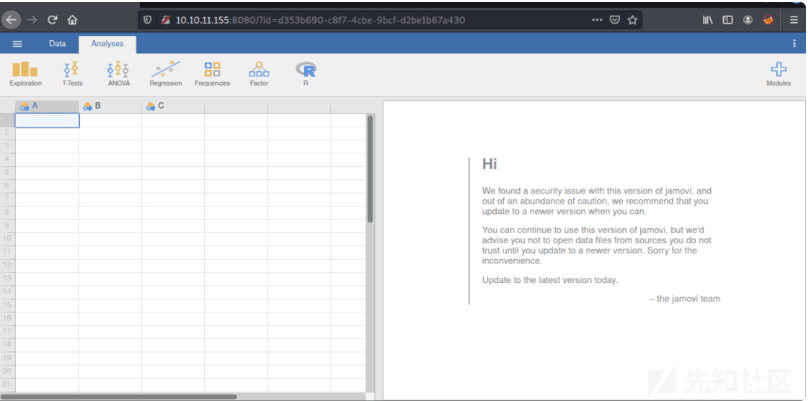 10.10.11.155:8080/?id=d353b690-c8f7-4cbe-9bcf-d2be1b67a430
Data Analyses
Exploration T-Tests ANOVA Regression Frequencies Factor R Modules
A B C
1
2
3
4
5
6
7
8
9
10
11
12
13
14
15
16
17
18
19
20
21
Hi
We found a security issue with this version of jamovi, and
out of an abundance of caution, we recommend that you
update to a newer version when you can.
You can continue to use this version of jamovi, but we'd
advise you not to open data files from sources you do not
trust until you update to a newer version. Sorry for the
inconvenience.
Update to the latest version today.
– the jamovi team
先知社区